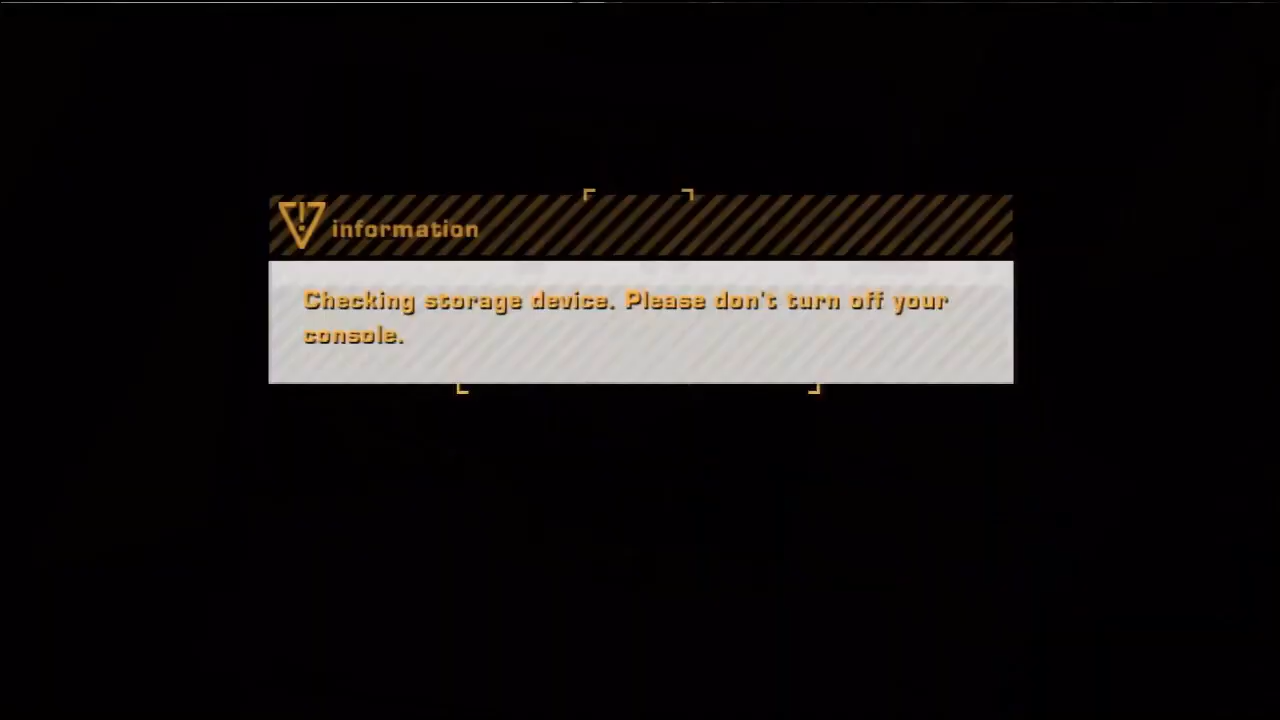 information
Checking storage device. Please don't turn off your
console.